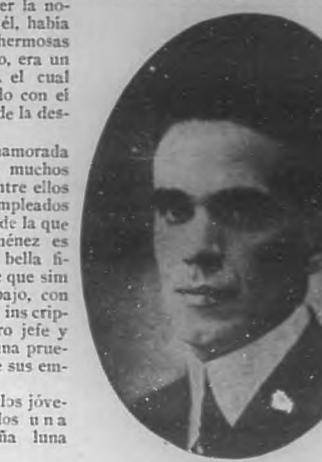 er la no-
él, había
hermosas
o, era un
, el cual
do con el
de la des-
namorada
muchos
ntre ellos
mpleados
de la que
ménez es
bella fi-
e que sim
bajo, con
ins crip-
ro jefe y
una prue-
e sus em-
los jóve-
los una
ña luna